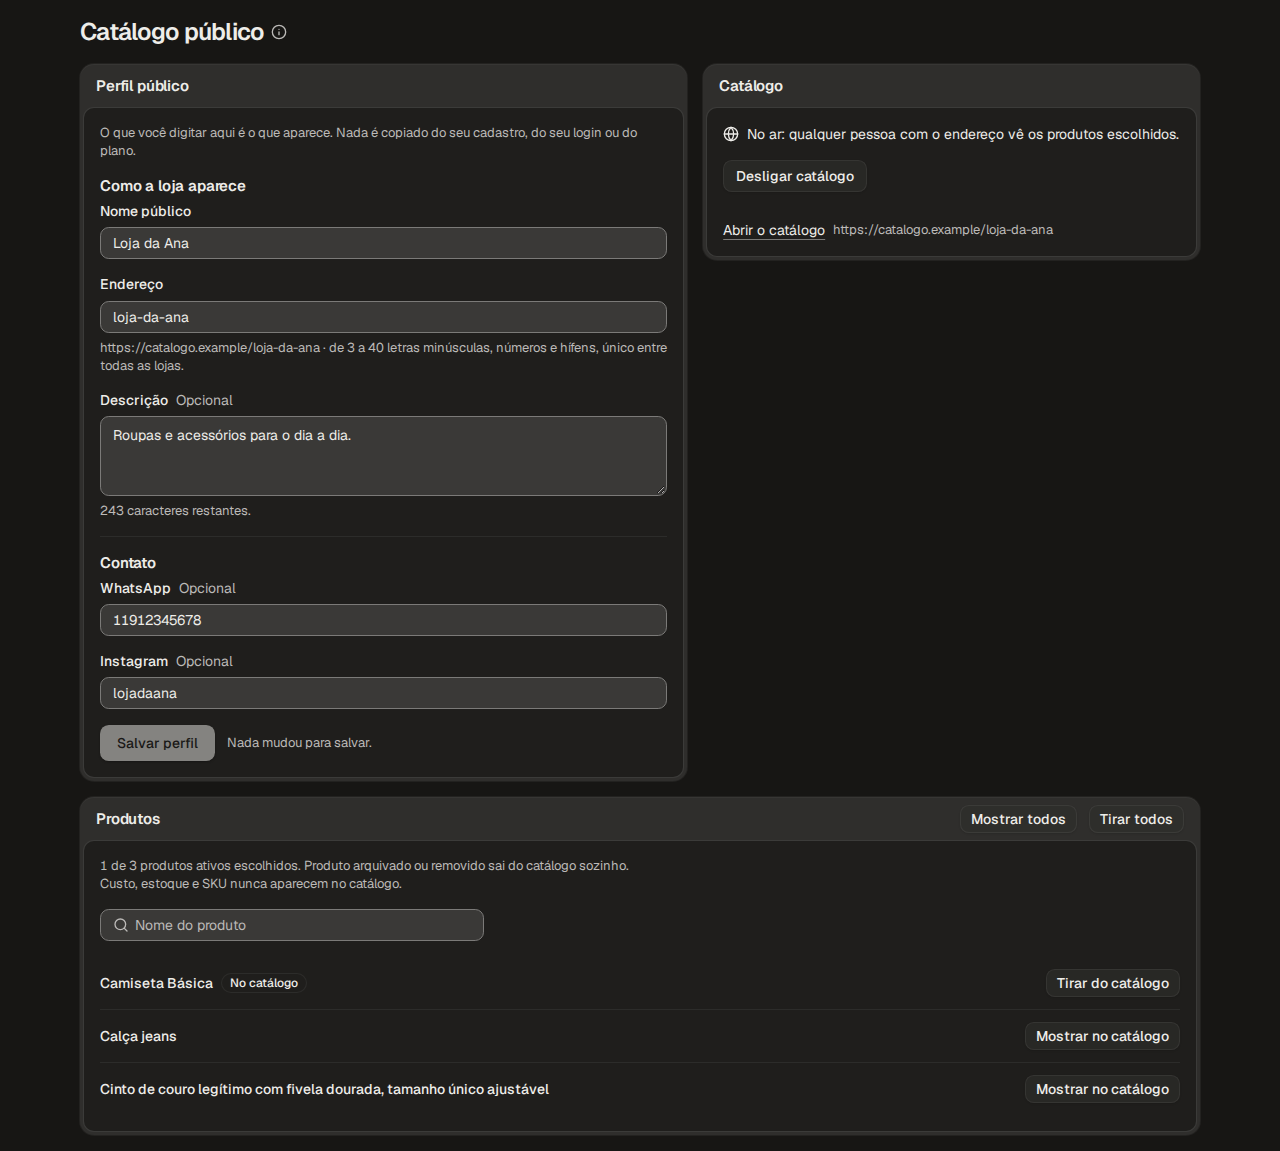 Catálogo público
Perfil público
O que você digitar aqui é o que aparece. Nada é copiado do seu cadastro, do seu login ou do
plano.
Como a loja aparece
Nome público
Loja da Ana
Endereço
loja-da-ana
https://catalogo.example/loja-da-ana · de 3 a 40 letras minúsculas, números e hífens, único entre
todas as lojas.
Descrição Opcional
Roupas e acessórios para o dia a dia.
243 caracteres restantes.
Contato
WhatsApp Opcional
11912345678
Instagram Opcional
lojadaana
Salvar perfil Nada mudou para salvar.
Catálogo
No ar: qualquer pessoa com o endereço vê os produtos escolhidos.
Desligar catálogo
Abrir o catálogo https://catalogo.example/loja-da-ana
Produtos Mostrar todos Tirar todos
1 de 3 produtos ativos escolhidos. Produto arquivado ou removido sai do catálogo sozinho.
Custo, estoque e SKU nunca aparecem no catálogo.
Nome do produto
Camiseta Básica No catálogo Tirar do catálogo
Calça jeans Mostrar no catálogo
Cinto de couro legítimo com fivela dourada, tamanho único ajustável Mostrar no catálogo